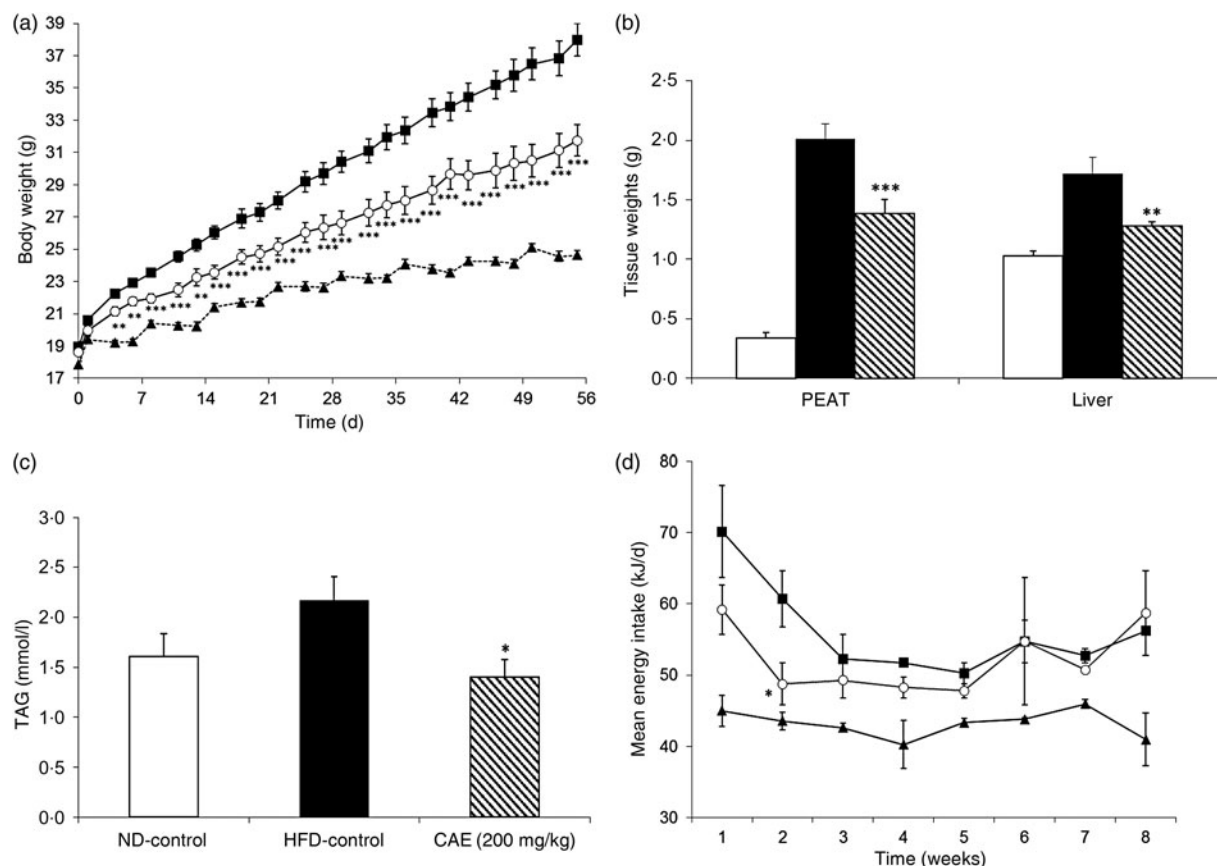 (a)
Body weight (g)
39
37
35
33
31
29
27
25
23
21
19
17
** ** *** *** ** *** *** *** *** *** *** *** *** *** *** *** *** *** *** *** *** *** ***
0 7 14 21 28 35 42 49 56
Time (d)
(b)
Tissue weights (g)
2·5
2·0
1·5
1·0
0·5
0·0
***
**
PEAT Liver
(c)
TAG (mmol/l)
3·0
2·5
2·0
1·5
1·0
0·5
0·0
*
ND-control HFD-control CAE (200 mg/kg)
(d)
Mean energy intake (kJ/d)
80
70
60
50
40
30
*
1 2 3 4 5 6 7 8
Time (weeks)